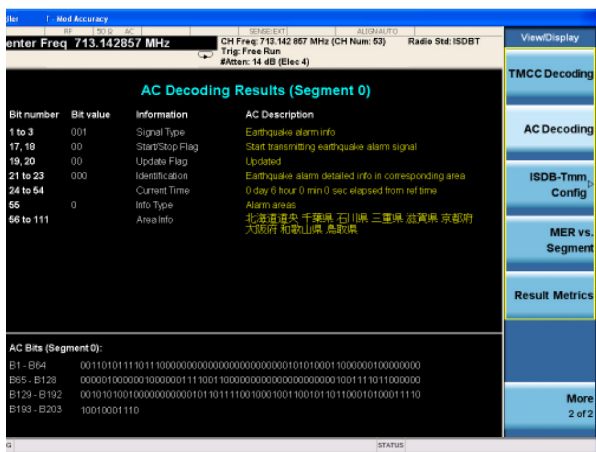 Mod Accuracy
RF 50 Ω AC SENSE:EXT ALIGNAUTO
enter Freq 713.142857 MHz
CH Freq: 713.142 857 MHz (CH Num: 53) Radio Std: ISDBT
Trig: Free Run
#Atten: 14 dB (Elec 4)
AC Decoding Results (Segment 0)
Bit number Bit value Information AC Description
1 to 3 001 Signal Type Earthquake alarm info
17, 18 00 Start/Stop Flag Start transmitting earthquake alarm signal
19, 20 00 Update Flag Updated
21 to 23 000 Identification Earthquake alarm detailed info in corresponding area
24 to 54 Current Time 0 day 6 hour 0 min 0 sec elapsed from ref time
55 0 Info Type Alarm areas
56 to 111 Area Info 北海道道央 千葉県 石川県 三重県 滋賀県 京都府
大阪府 和歌山県 鳥取県
AC Bits (Segment 0):
B1 - B64
B65 - B128
B129 - B192
B193 - B203 10010001110
STATUS
View/Display
TMCC Decoding
AC Decoding
ISDB-Tmm
Config
MER vs.
Segment
Result Metrics
More
2 of 2